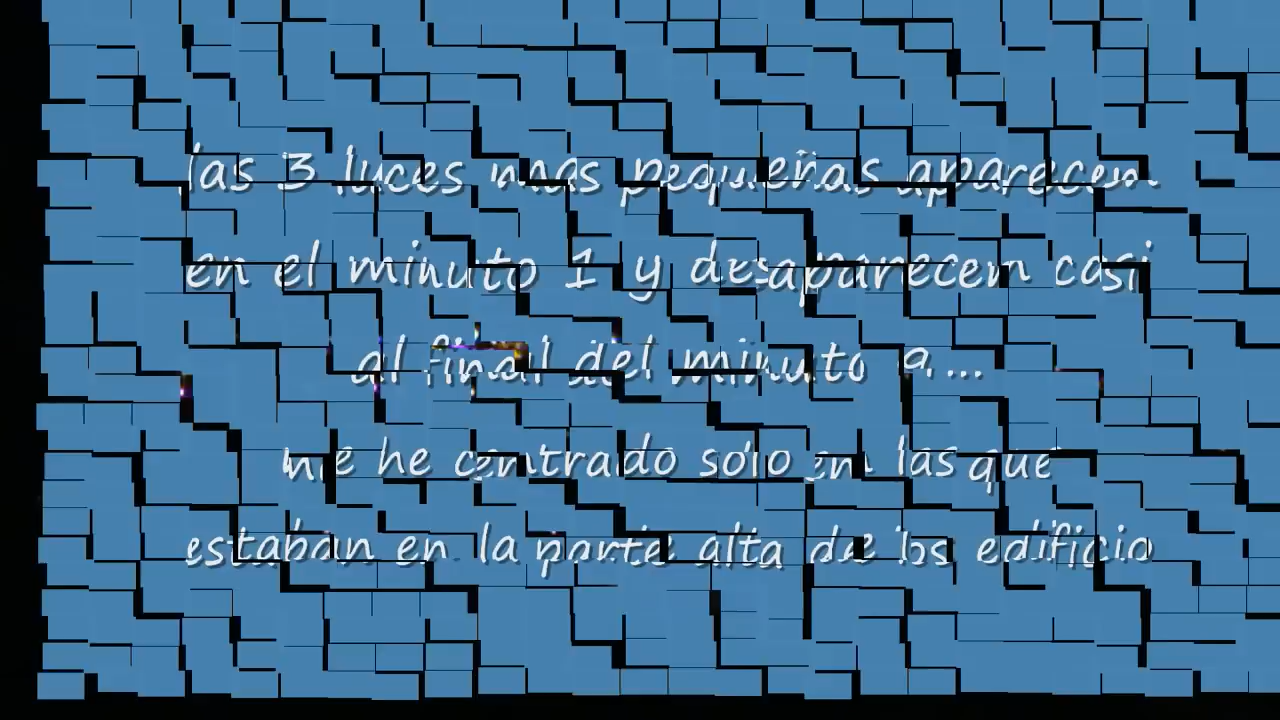 las 3 luces mas pequeñas aparecen
en el minuto 1 y desaparecen casi
al final del minuto 9...
me he centrado solo en las que
estaban en la parte alta de los edificio